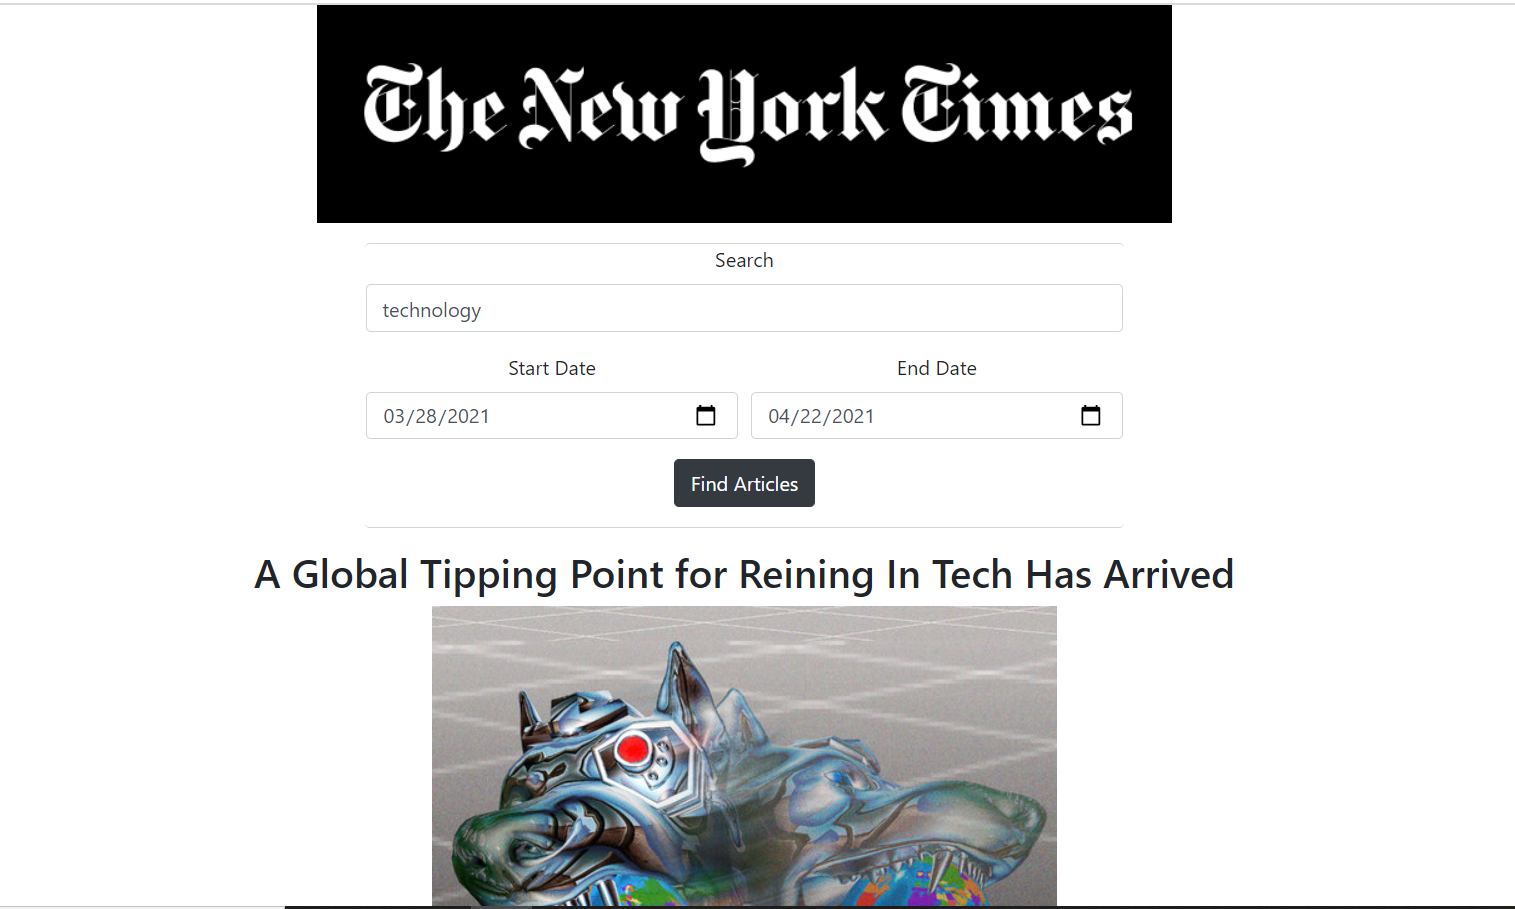 The New York Times
Search
technology
Start Date
End Date
03/28/2021
04/22/2021
Find Articles
A Global Tipping Point for Reining In Tech Has Arrived